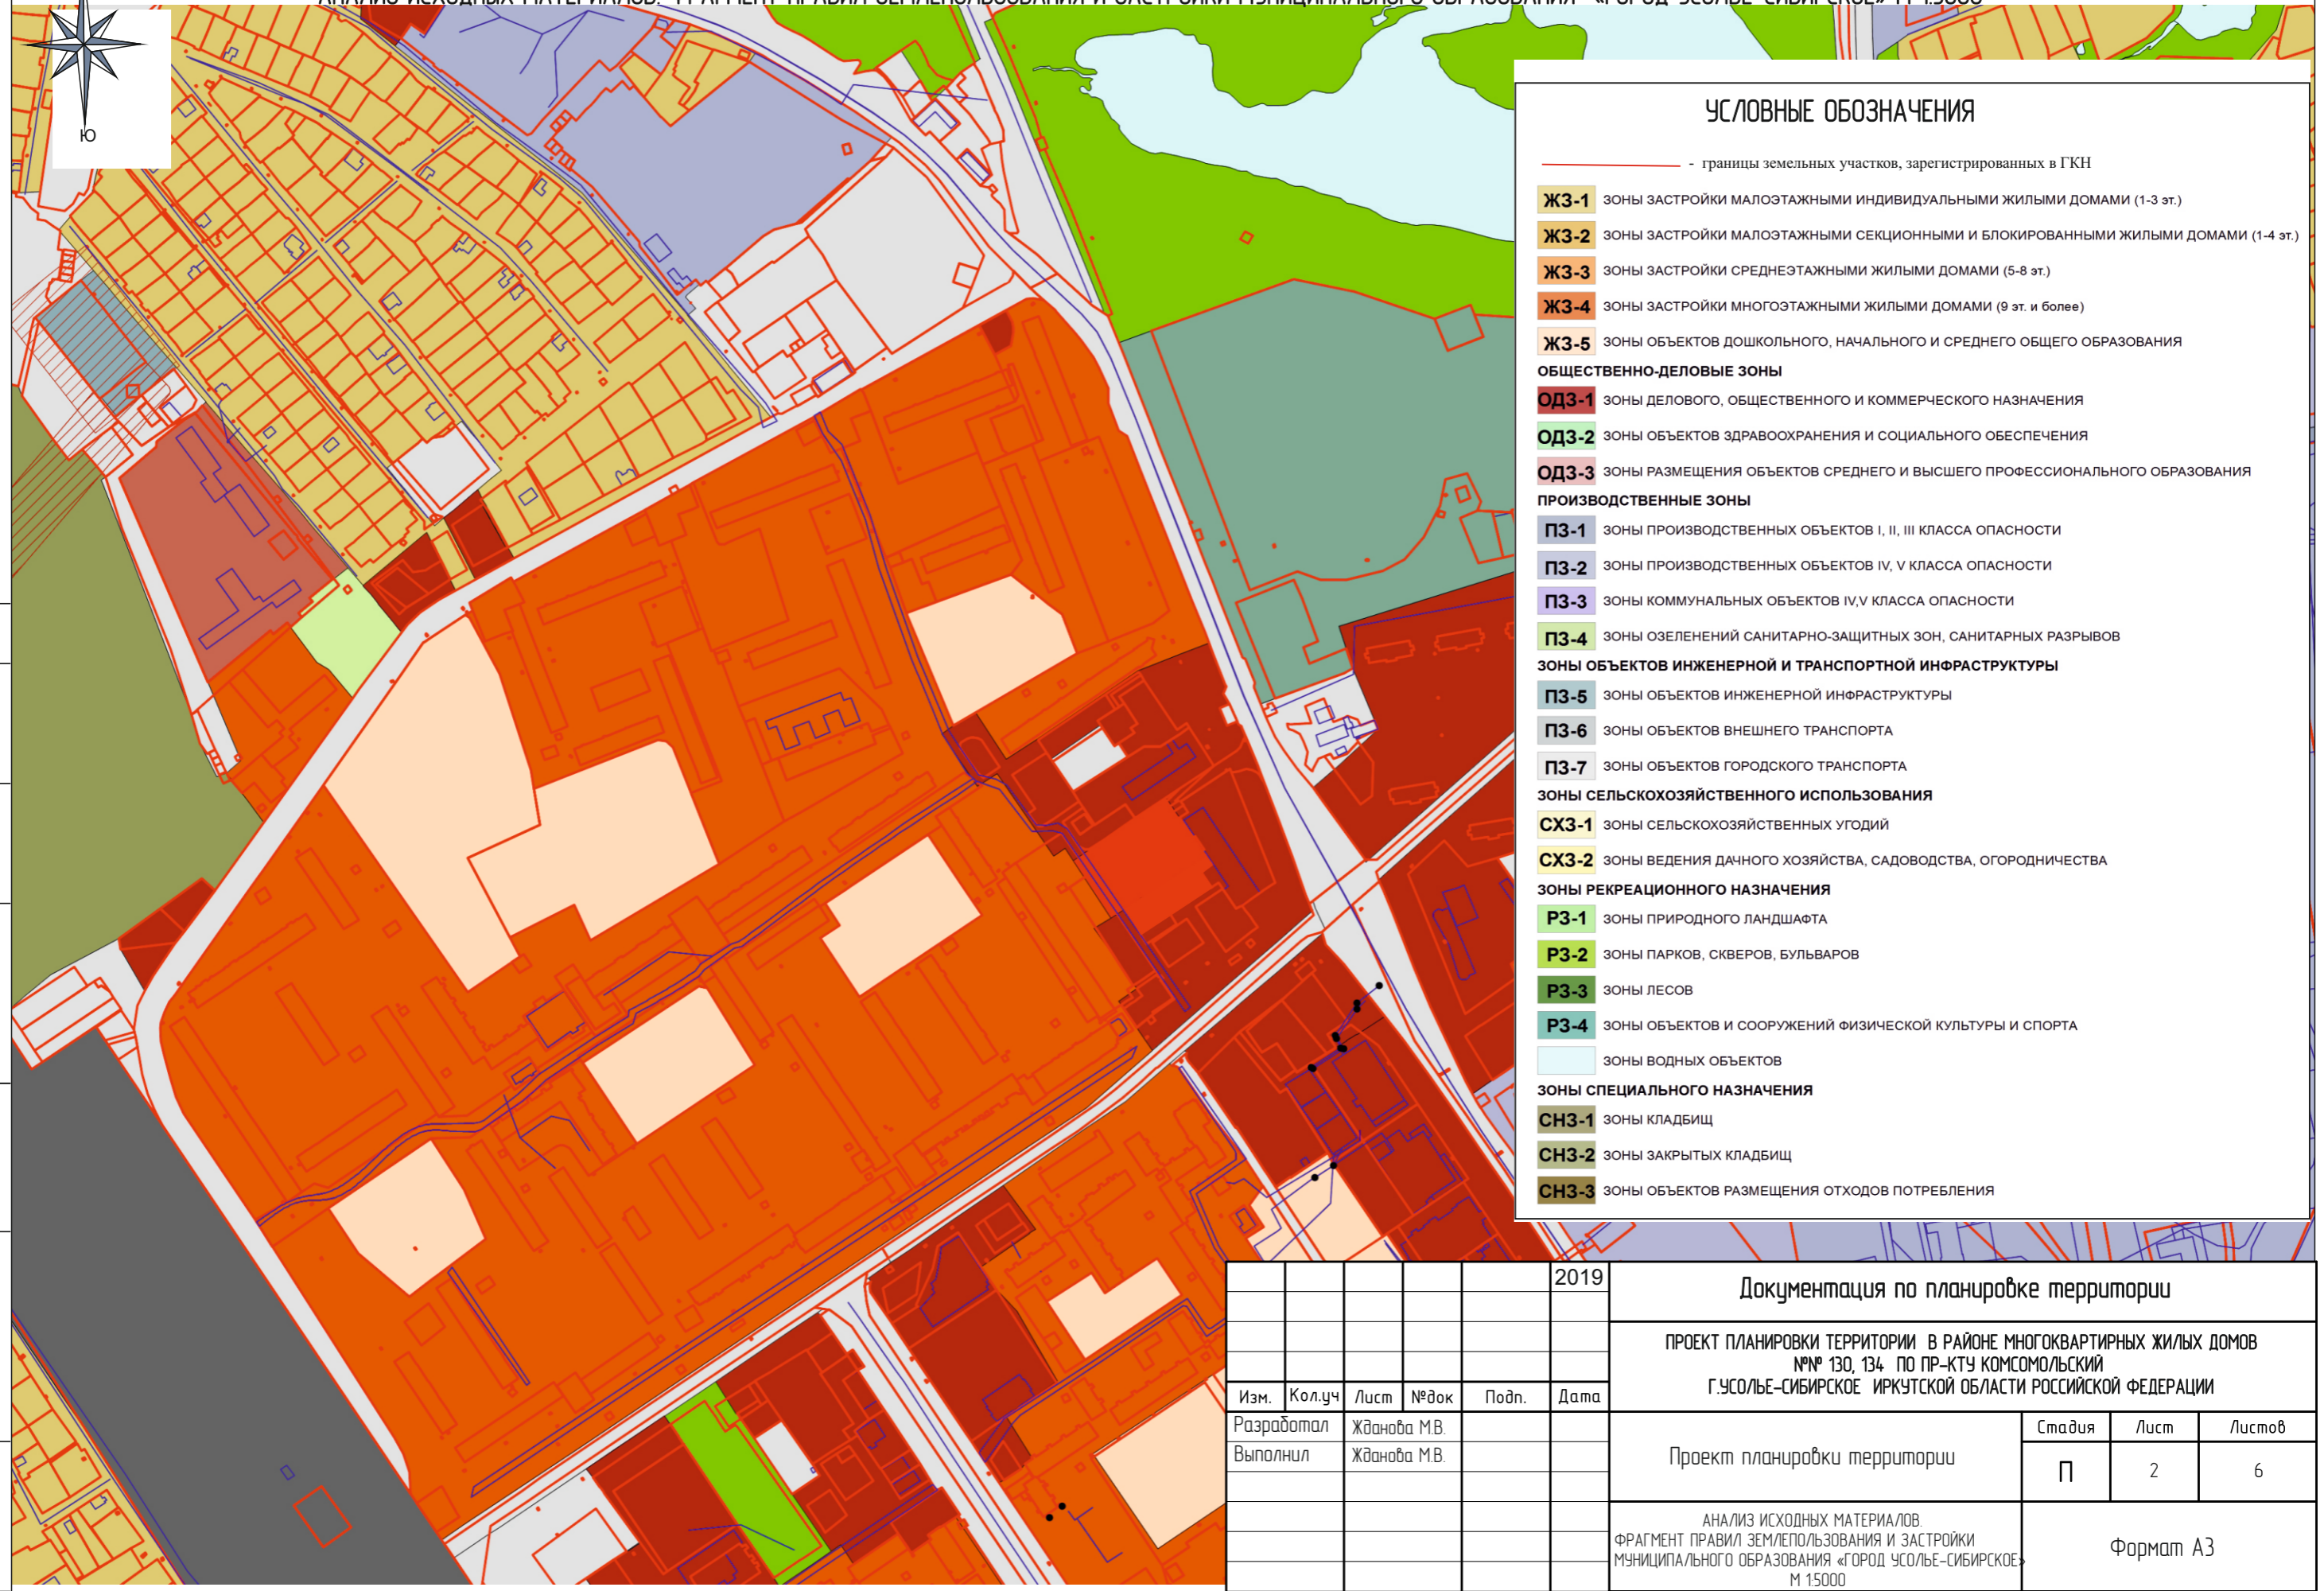 АНАЛИЗ ИСХОДНЫХ МАТЕРИАЛОВ. ФРАГМЕНТ ПРАВИЛ ЗЕМЛЕПОЛЬЗОВАНИЯ И ЗАСТРОЙКИ МУНИЦИПАЛЬНОГО ОБРАЗОВАНИЯ «ГОРОД УСОЛЬЕ-СИБИРСКОЕ» М 1:5000
Ю
УСЛОВНЫЕ ОБОЗНАЧЕНИЯ
- границы земельных участков, зарегистрированных в ГКН
ЖЗ-1 ЗОНЫ ЗАСТРОЙКИ МАЛОЭТАЖНЫМИ ИНДИВИДУАЛЬНЫМИ ЖИЛЫМИ ДОМАМИ (1-3 эт.)
ЖЗ-2 ЗОНЫ ЗАСТРОЙКИ МАЛОЭТАЖНЫМИ СЕКЦИОННЫМИ И БЛОКИРОВАННЫМИ ЖИЛЫМИ ДОМАМИ (1-4 эт.)
ЖЗ-3 ЗОНЫ ЗАСТРОЙКИ СРЕДНЕЭТАЖНЫМИ ЖИЛЫМИ ДОМАМИ (5-8 эт.)
ЖЗ-4 ЗОНЫ ЗАСТРОЙКИ МНОГОЭТАЖНЫМИ ЖИЛЫМИ ДОМАМИ (9 эт. и более)
ЖЗ-5 ЗОНЫ ОБЪЕКТОВ ДОШКОЛЬНОГО, НАЧАЛЬНОГО И СРЕДНЕГО ОБЩЕГО ОБРАЗОВАНИЯ
ОБЩЕСТВЕННО-ДЕЛОВЫЕ ЗОНЫ
ОДЗ-1 ЗОНЫ ДЕЛОВОГО, ОБЩЕСТВЕННОГО И КОММЕРЧЕСКОГО НАЗНАЧЕНИЯ
ОДЗ-2 ЗОНЫ ОБЪЕКТОВ ЗДРАВООХРАНЕНИЯ И СОЦИАЛЬНОГО ОБЕСПЕЧЕНИЯ
ОДЗ-3 ЗОНЫ РАЗМЕЩЕНИЯ ОБЪЕКТОВ СРЕДНЕГО И ВЫСШЕГО ПРОФЕССИОНАЛЬНОГО ОБРАЗОВАНИЯ
ПРОИЗВОДСТВЕННЫЕ ЗОНЫ
ПЗ-1 ЗОНЫ ПРОИЗВОДСТВЕННЫХ ОБЪЕКТОВ I, II, III КЛАССА ОПАСНОСТИ
ПЗ-2 ЗОНЫ ПРОИЗВОДСТВЕННЫХ ОБЪЕКТОВ IV, V КЛАССА ОПАСНОСТИ
ПЗ-3 ЗОНЫ КОММУНАЛЬНЫХ ОБЪЕКТОВ IV,V КЛАССА ОПАСНОСТИ
ПЗ-4 ЗОНЫ ОЗЕЛЕНЕНИЙ САНИТАРНО-ЗАЩИТНЫХ ЗОН, САНИТАРНЫХ РАЗРЫВОВ
ЗОНЫ ОБЪЕКТОВ ИНЖЕНЕРНОЙ И ТРАНСПОРТНОЙ ИНФРАСТРУКТУРЫ
ПЗ-5 ЗОНЫ ОБЪЕКТОВ ИНЖЕНЕРНОЙ ИНФРАСТРУКТУРЫ
ПЗ-6 ЗОНЫ ОБЪЕКТОВ ВНЕШНЕГО ТРАНСПОРТА
ПЗ-7 ЗОНЫ ОБЪЕКТОВ ГОРОДСКОГО ТРАНСПОРТА
ЗОНЫ СЕЛЬСКОХОЗЯЙСТВЕННОГО ИСПОЛЬЗОВАНИЯ
СХЗ-1 ЗОНЫ СЕЛЬСКОХОЗЯЙСТВЕННЫХ УГОДИЙ
СХЗ-2 ЗОНЫ ВЕДЕНИЯ ДАЧНОГО ХОЗЯЙСТВА, САДОВОДСТВА, ОГОРОДНИЧЕСТВА
ЗОНЫ РЕКРЕАЦИОННОГО НАЗНАЧЕНИЯ
РЗ-1 ЗОНЫ ПРИРОДНОГО ЛАНДШАФТА
РЗ-2 ЗОНЫ ПАРКОВ, СКВЕРОВ, БУЛЬВАРОВ
РЗ-3 ЗОНЫ ЛЕСОВ
РЗ-4 ЗОНЫ ОБЪЕКТОВ И СООРУЖЕНИЙ ФИЗИЧЕСКОЙ КУЛЬТУРЫ И СПОРТА
ЗОНЫ ВОДНЫХ ОБЪЕКТОВ
ЗОНЫ СПЕЦИАЛЬНОГО НАЗНАЧЕНИЯ
СНЗ-1 ЗОНЫ КЛАДБИЩ
СНЗ-2 ЗОНЫ ЗАКРЫТЫХ КЛАДБИЩ
СНЗ-3 ЗОНЫ ОБЪЕКТОВ РАЗМЕЩЕНИЯ ОТХОДОВ ПОТРЕБЛЕНИЯ
2019
Документация по планировке территории
ПРОЕКТ ПЛАНИРОВКИ ТЕРРИТОРИИ В РАЙОНЕ МНОГОКВАРТИРНЫХ ЖИЛЫХ ДОМОВ
№№ 130, 134 ПО ПР-КТУ КОМСОМОЛЬСКИЙ
Г.УСОЛЬЕ-СИБИРСКОЕ ИРКУТСКОЙ ОБЛАСТИ РОССИЙСКОЙ ФЕДЕРАЦИИ
Изм. Кол.уч Лист №док Подп. Дата
Разработал Жданова М.В.
Выполнил Жданова М.В.
Проект планировки территории
Стадия Лист Листов
П 2 6
АНАЛИЗ ИСХОДНЫХ МАТЕРИАЛОВ.
ФРАГМЕНТ ПРАВИЛ ЗЕМЛЕПОЛЬЗОВАНИЯ И ЗАСТРОЙКИ
МУНИЦИПАЛЬНОГО ОБРАЗОВАНИЯ «ГОРОД УСОЛЬЕ-СИБИРСКОЕ»
М 1:5000
Формат А3